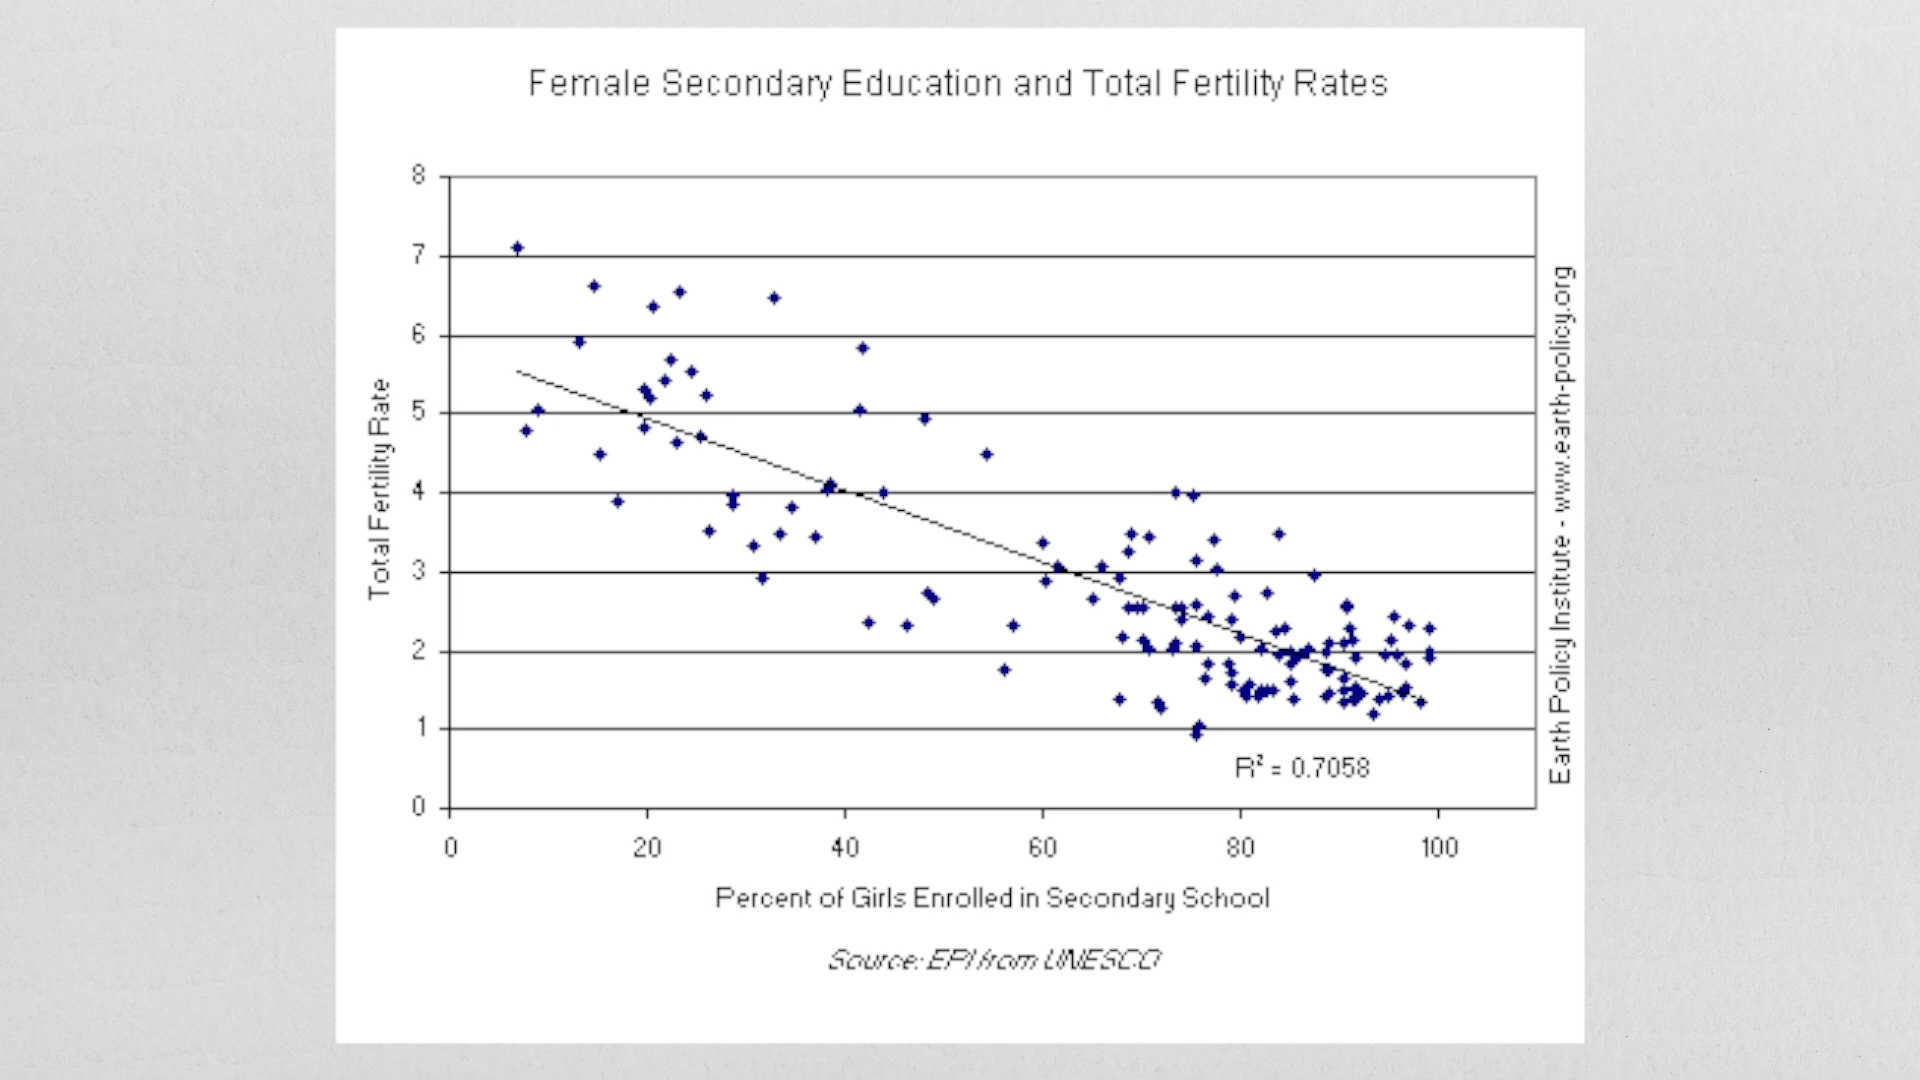 Female Secondary Education and Total Fertility Rates
8
7
6
5
4
3
2
1
0
Total Fertility Rate
Earth Policy Institute - www.earth-policy.org
R² = 0.7058
0 20 40 60 80 100
Percent of Girls Enrolled in Secondary School
Source: EPI from UNESCO